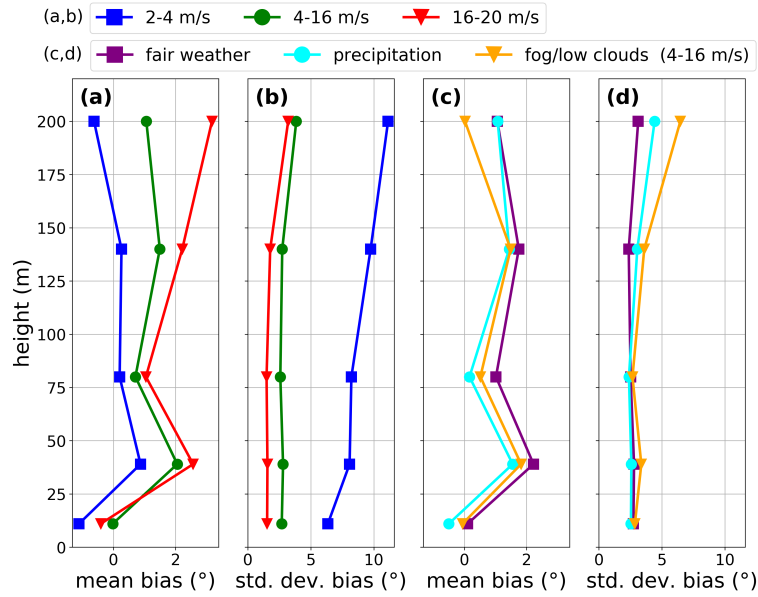 (a,b) 2-4 m/s 4-16 m/s 16-20 m/s
(c,d) fair weather precipitation fog/low clouds (4-16 m/s)
(a) (b) (c) (d)
200
175
150
125
100
75
50
25
0
height (m)
0 2 0 5 10 0 2 0 5 10
mean bias (°) std. dev. bias (°) mean bias (°) std. dev. bias (°)